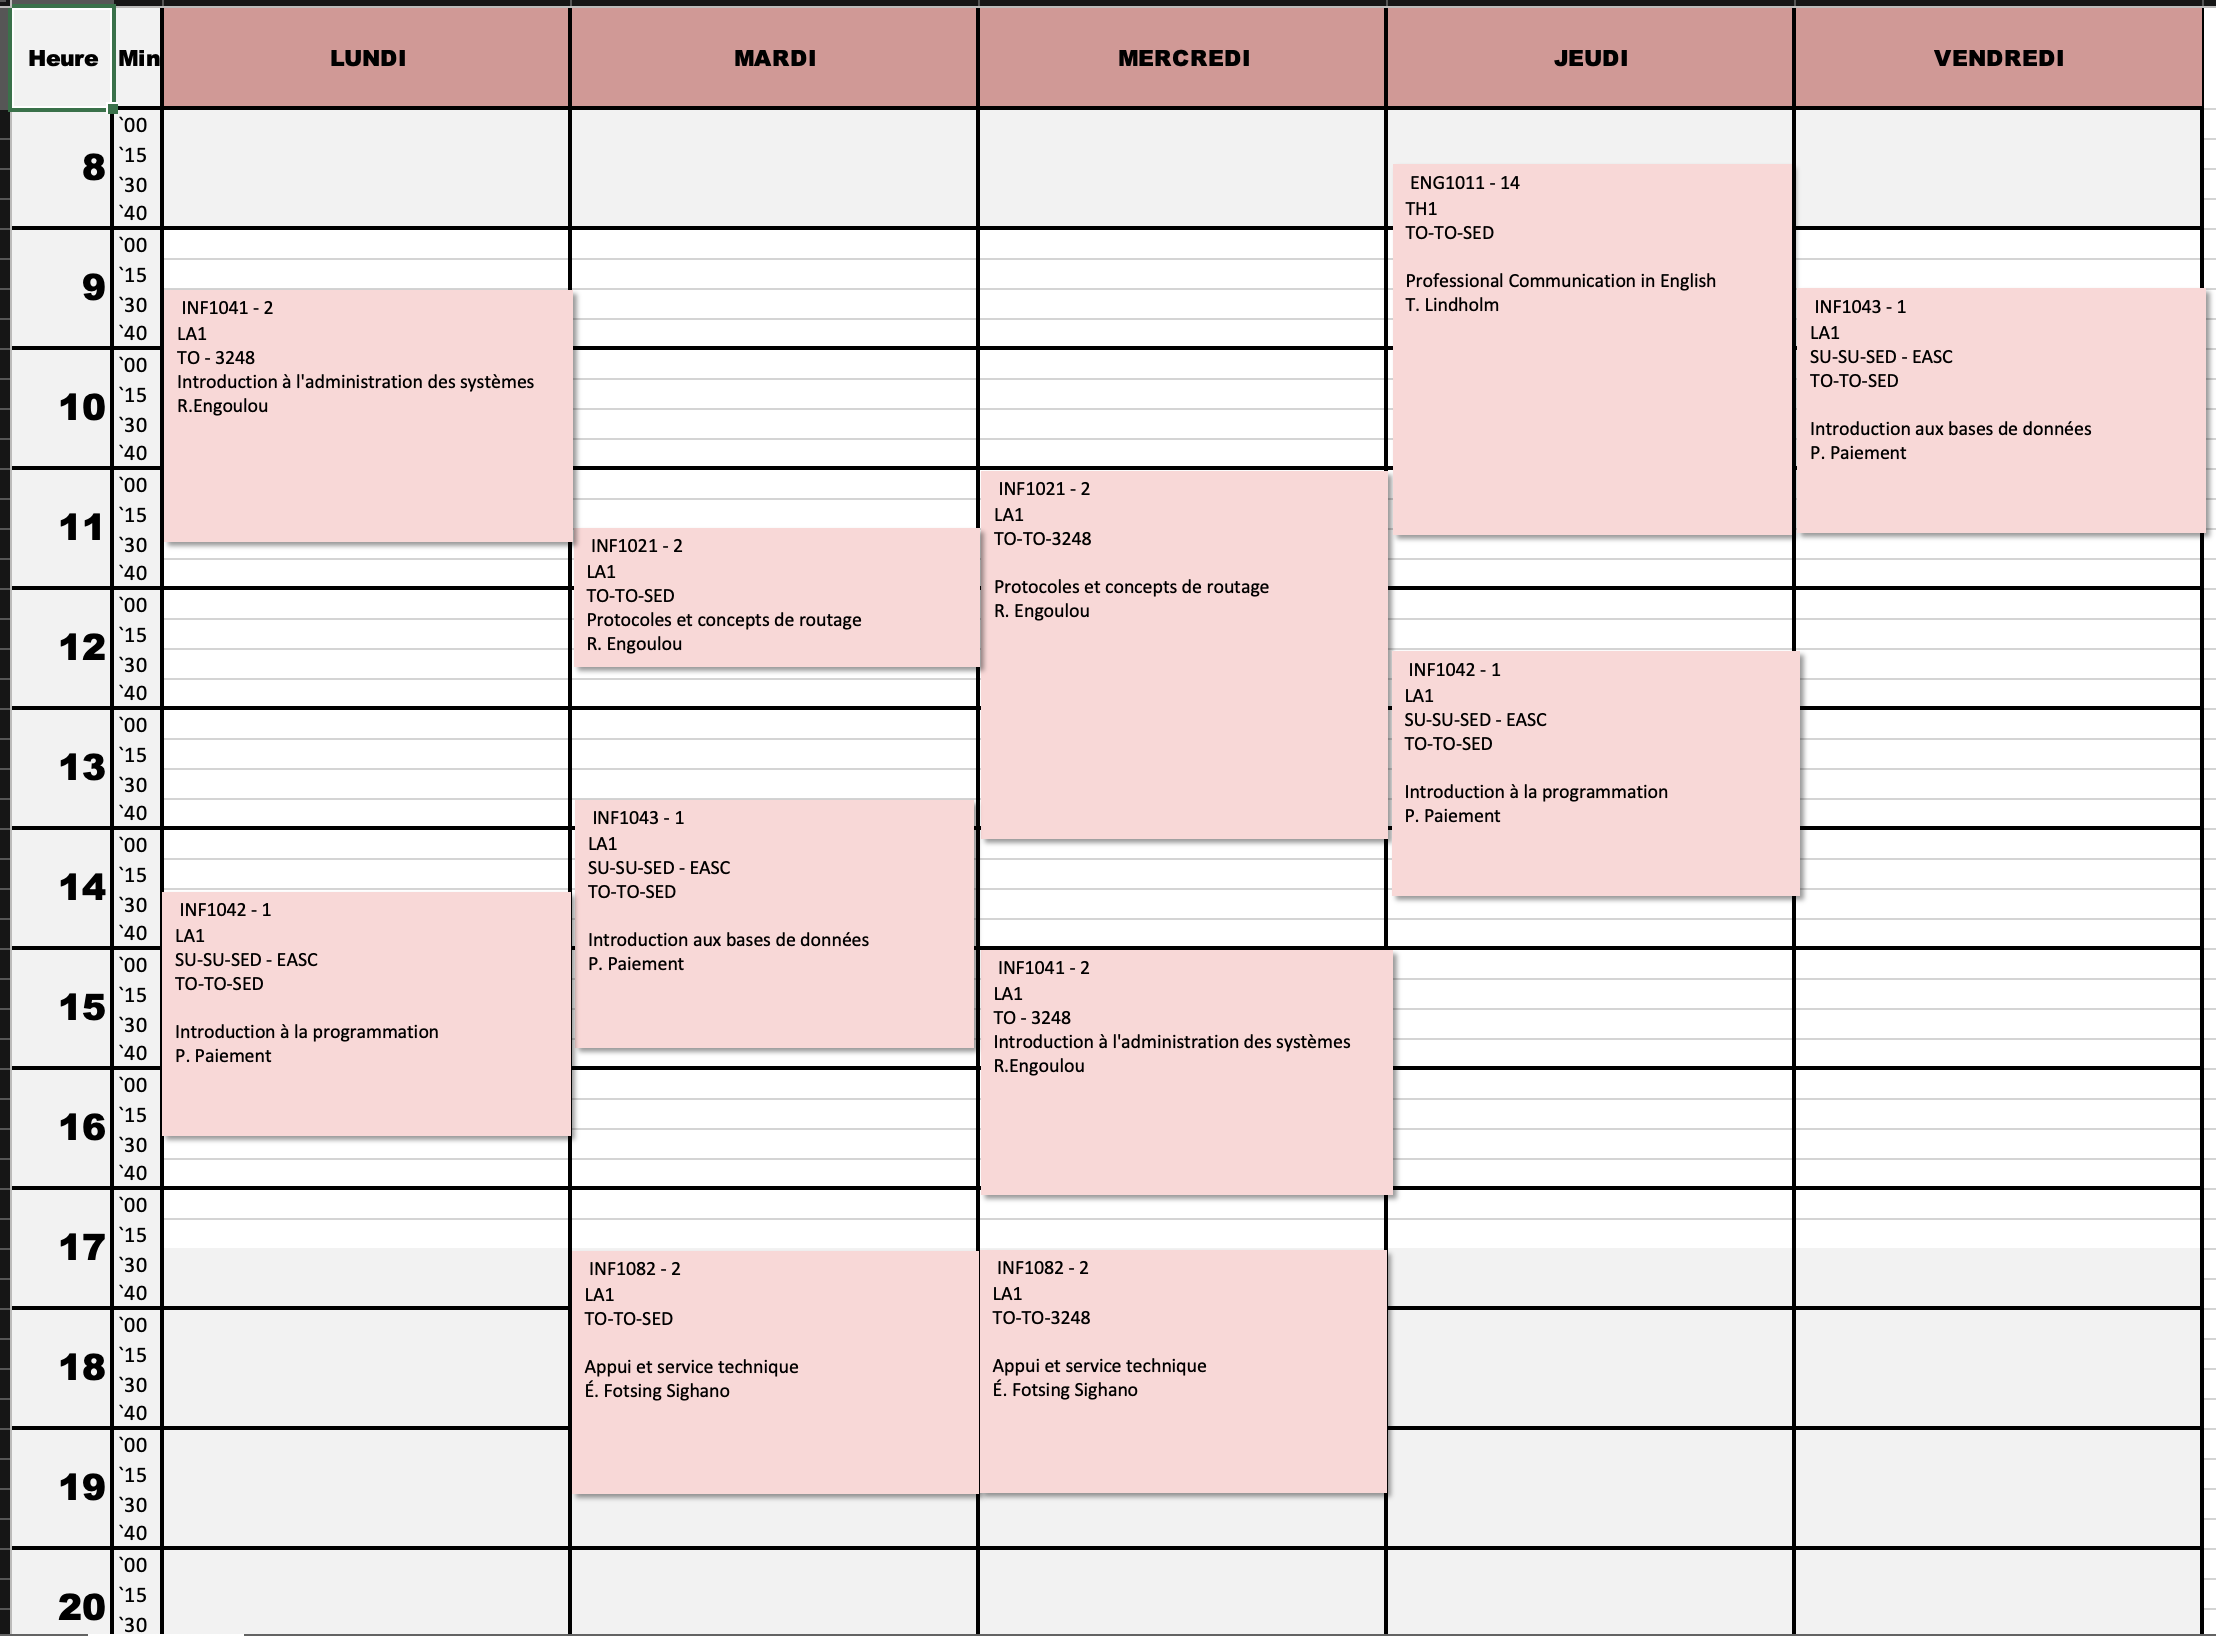 Heure
Min
LUNDI
MARDI
MERCREDI
JEUDI
VENDREDI
8
`00
`15
`30
`40
9
`00
`15
`30
`40
10
`00
`15
`30
`40
11
`00
`15
`30
`40
12
`00
`15
`30
`40
13
`00
`15
`30
`40
14
`00
`15
`30
`40
15
`00
`15
`30
`40
16
`00
`15
`30
`40
17
`00
`15
`30
`40
18
`00
`15
`30
`40
19
`00
`15
`30
`40
20
`00
`15
`30
INF1041 - 2
LA1
TO - 3248
Introduction à l'administration des systèmes
R.Engoulou
INF1042 - 1
LA1
SU-SU-SED - EASC
TO-TO-SED
Introduction à la programmation
P. Paiement
INF1021 - 2
LA1
TO-TO-SED
Protocoles et concepts de routage
R. Engoulou
INF1043 - 1
LA1
SU-SU-SED - EASC
TO-TO-SED
Introduction aux bases de données
P. Paiement
INF1082 - 2
LA1
TO-TO-SED
Appui et service technique
É. Fotsing Sighano
INF1021 - 2
LA1
TO-TO-3248
Protocoles et concepts de routage
R. Engoulou
INF1041 - 2
LA1
TO - 3248
Introduction à l'administration des systèmes
R.Engoulou
INF1082 - 2
LA1
TO-TO-3248
Appui et service technique
É. Fotsing Sighano
ENG1011 - 14
TH1
TO-TO-SED
Professional Communication in English
T. Lindholm
INF1042 - 1
LA1
SU-SU-SED - EASC
TO-TO-SED
Introduction à la programmation
P. Paiement
INF1043 - 1
LA1
SU-SU-SED - EASC
TO-TO-SED
Introduction aux bases de données
P. Paiement